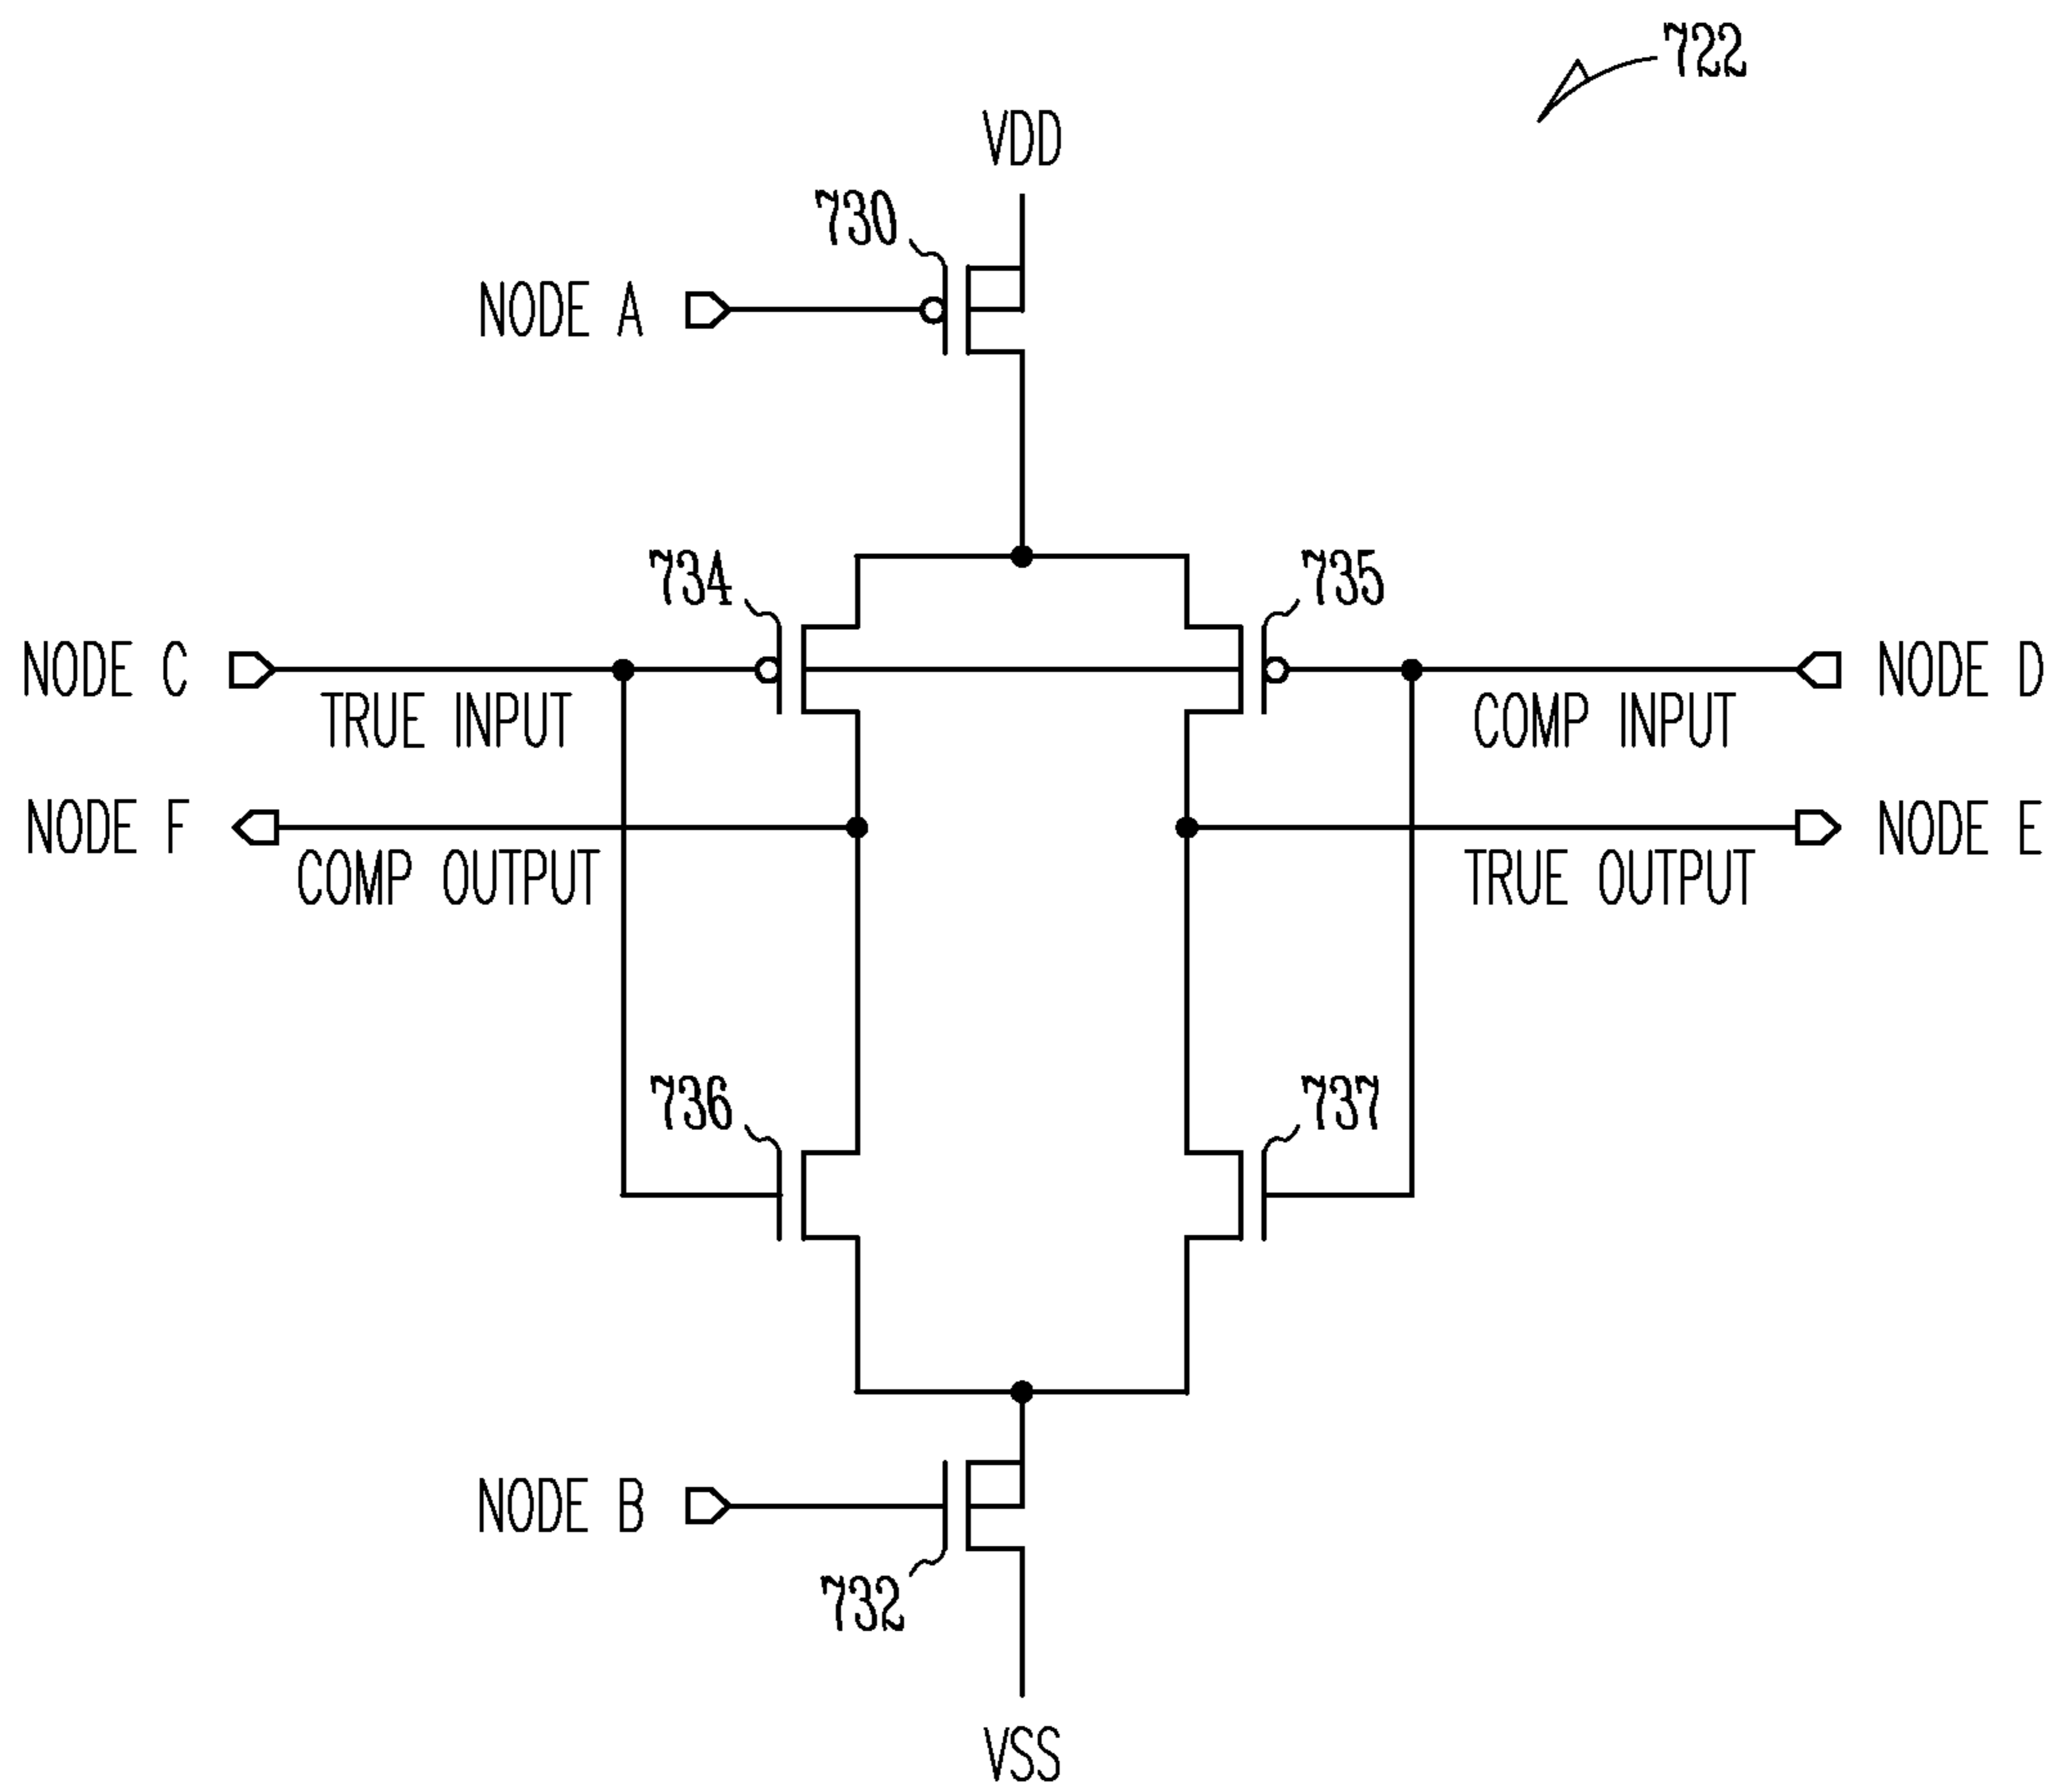 722
VDD
730
NODE A
734
735
NODE C
TRUE INPUT
COMP INPUT
NODE D
NODE F
COMP OUTPUT
TRUE OUTPUT
NODE E
736
737
NODE B
732
VSS